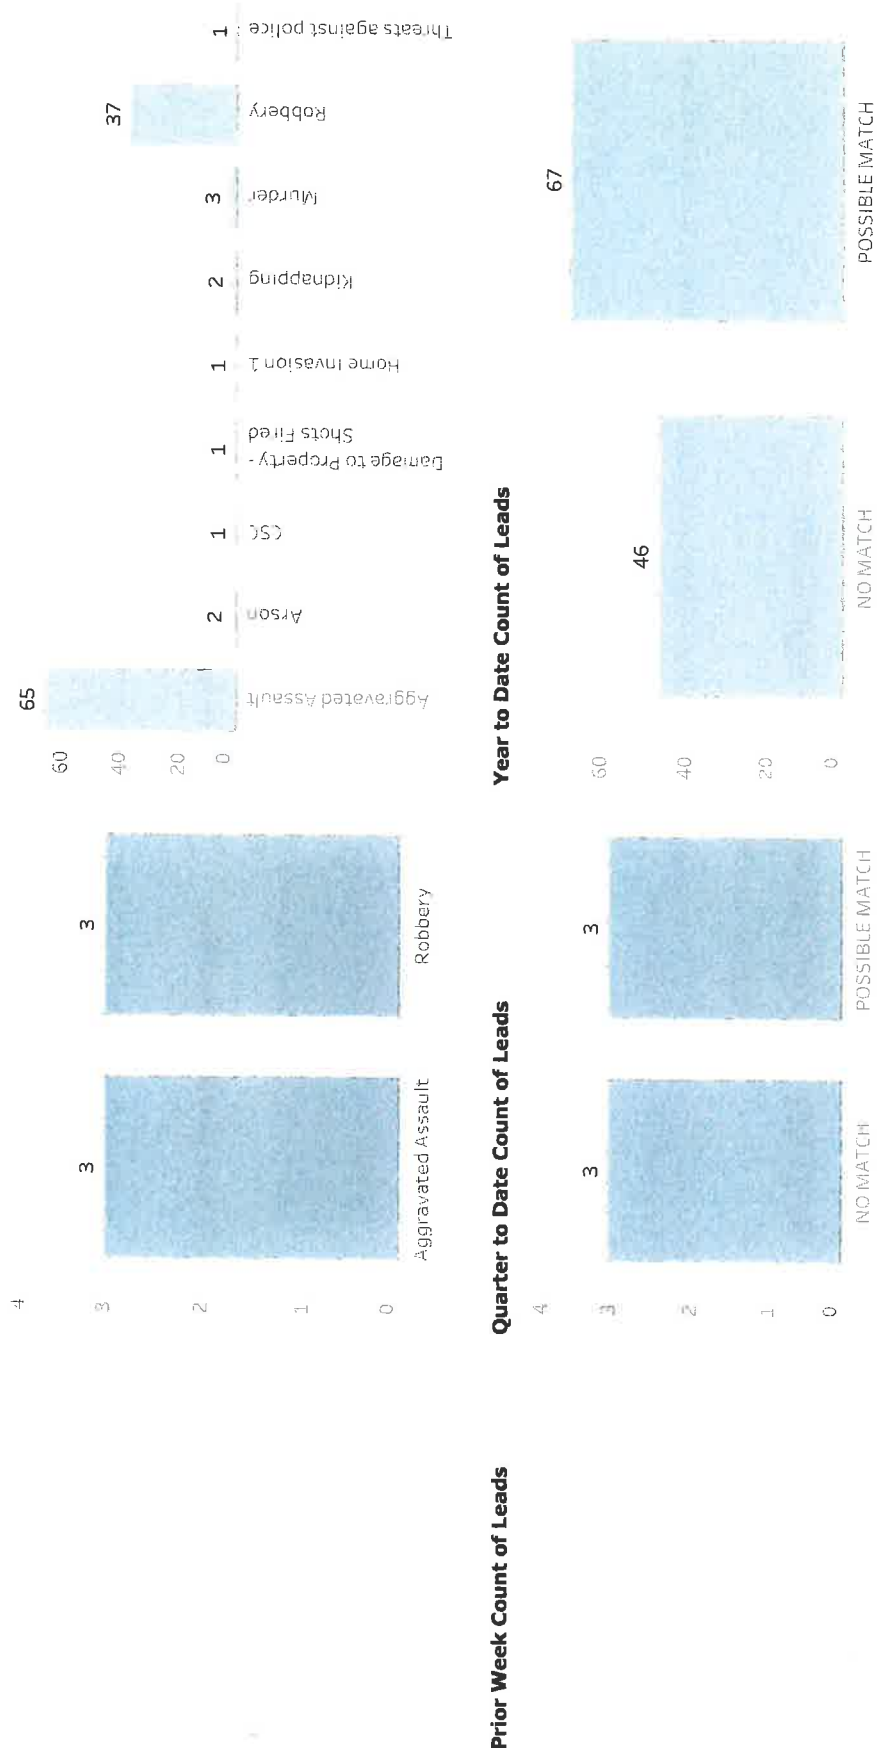 4
3
2
1
0
3
3
Aggravated Assault
Robbery
60
40
20
0
65
2
1
1
1
2
3
37
1
Aggravated Assault
Arson
CSC
Damage to Property -
Shots Fired
Home Invasion 1
Kidnapping
Murder
Robbery
Threats against police
Prior Week Count of Leads
Quarter to Date Count of Leads
4
3
2
1
0
3
3
NO MATCH
POSSIBLE MATCH
Year to Date Count of Leads
60
40
20
0
46
67
NO MATCH
POSSIBLE MATCH